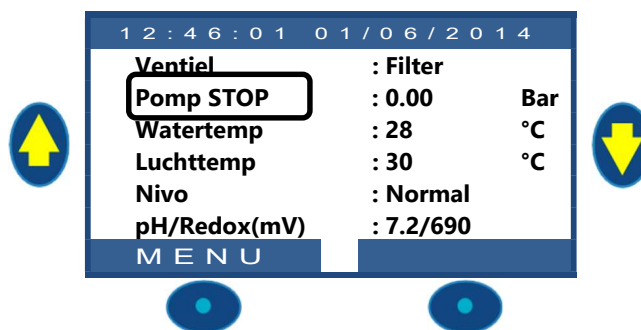 12:46:01 01/06/2014
Ventiel : Filter
Pomp STOP : 0.00 Bar
Watertemp : 28 °C
Luchttemp : 30 °C
Nivo : Normal
pH/Redox(mV) : 7.2/690
MENU